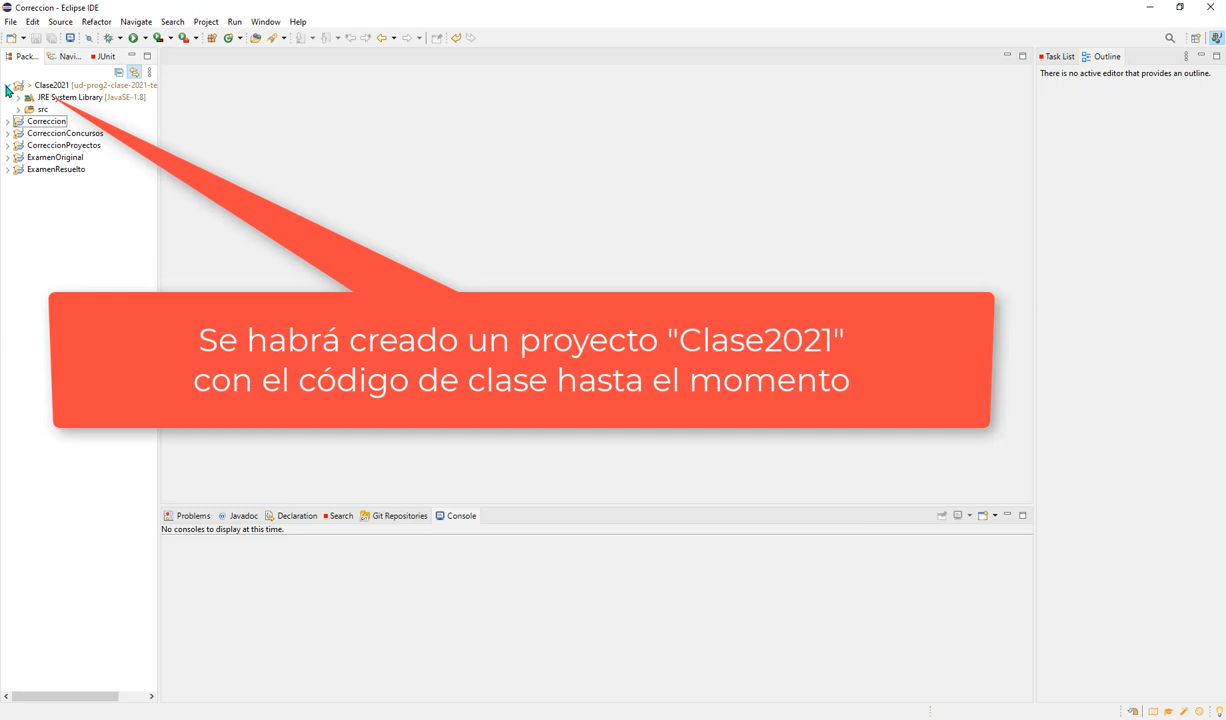 Correccion - Eclipse IDE
File Edit Source Refactor Navigate Search Project Run Window Help
Pack... Navi... JUnit
> Clase2021 [ud-prog2-clase-2021-te
JRE System Library [JavaSE-1.8]
src
Correccion
CorreccionConcursos
CorreccionProyectos
ExamenOriginal
ExamenResuelto
Task List Outline
There is no active editor that provides an outline.
Se habrá creado un proyecto "Clase2021"
con el código de clase hasta el momento
Problems Javadoc Declaration Search Git Repositories Console
No consoles to display at this time.